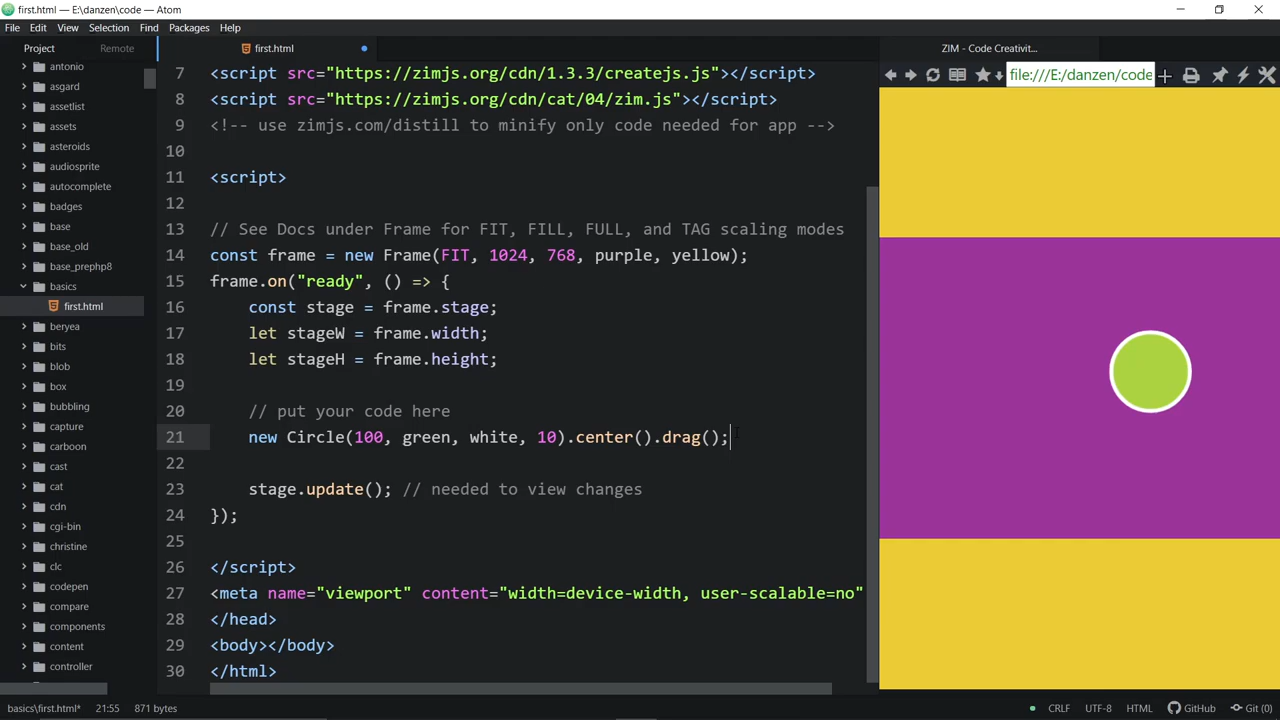 first.html — E:\danzen\code — Atom
File Edit View Selection Find Packages Help
Project Remote
first.html
ZIM - Code Creativit...
file:///E:/danzen/code
antonio
asgard
assetlist
assets
asteroids
audiosprite
autocomplete
badges
base
base_old
base_prephp8
basics
first.html
beryea
bits
blob
box
bubbling
capture
carboon
cast
cat
cdn
cgi-bin
christine
clc
codepen
compare
components
content
controller
7 <script src="https://zimjs.org/cdn/1.3.3/createjs.js"></script>
8 <script src="https://zimjs.org/cdn/cat/04/zim.js"></script>
9 <!-- use zimjs.com/distill to minify only code needed for app -->
10
11 <script>
12
13 // See Docs under Frame for FIT, FILL, FULL, and TAG scaling modes
14 const frame = new Frame(FIT, 1024, 768, purple, yellow);
15 frame.on("ready", () => {
16 const stage = frame.stage;
17 let stageW = frame.width;
18 let stageH = frame.height;
19
20 // put your code here
21 new Circle(100, green, white, 10).center().drag();
22
23 stage.update(); // needed to view changes
24 });
25
26 </script>
27 <meta name="viewport" content="width=device-width, user-scalable=no"
28 </head>
29 <body></body>
30 </html>
basics\first.html* 21:55 871 bytes
CRLF UTF-8 HTML GitHub Git (0)